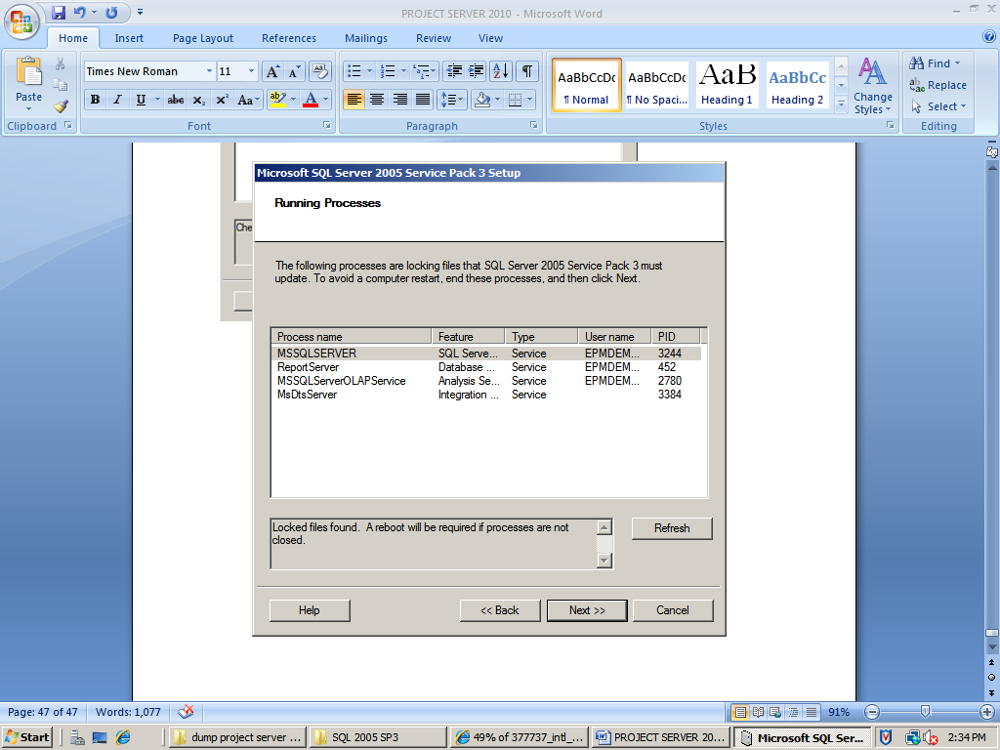 PROJECT SERVER 2010 - Microsoft Word
Home Insert Page Layout References Mailings Review View
Paste
Clipboard
Times New Roman 11
B I U abc X₂ X² Aa ab A
Font
Paragraph
AaBbCcDc AaBbCcDc AaB AaBbCc
¶ Normal ¶ No Spaci... Heading 1 Heading 2
Change Styles
Styles
Find
Replace
Select
Editing
Che
Microsoft SQL Server 2005 Service Pack 3 Setup
Running Processes
The following processes are locking files that SQL Server 2005 Service Pack 3 must
update. To avoid a computer restart, end these processes, and then click Next.
Process name Feature Type User name PID
MSSQLSERVER SQL Serve... Service EPMDEM... 3244
ReportServer Database ... Service EPMDEM... 452
MSSQLServerOLAPService Analysis Se... Service EPMDEM... 2780
MsDtsServer Integration ... Service 3384
Locked files found. A reboot will be required if processes are not
closed.
Refresh
Help << Back Next >> Cancel
Page: 47 of 47 Words: 1,077 91%
Start dump project server ... SQL 2005 SP3 49% of 377737_intl_... PROJECT SERVER 20... Microsoft SQL Ser... 2:34 PM